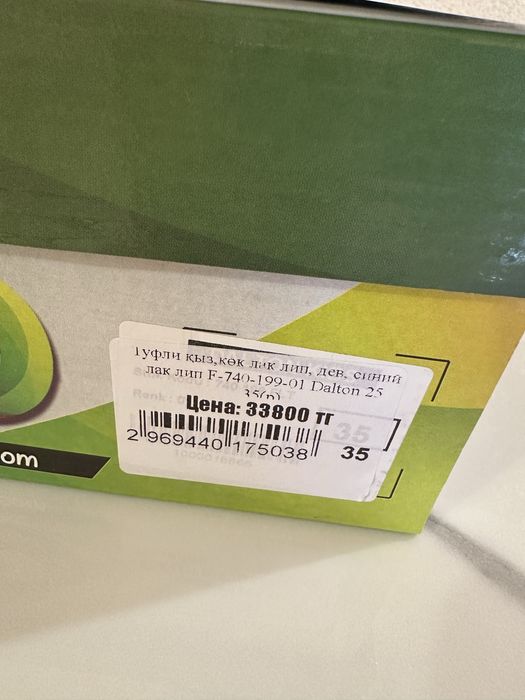 Туфли қыз,көк лак лип, дев. синий
лак лип F-740-199-01 Dalton 25
35(п)
Цена: 33800 тг
35
2 969440 175038
35
om